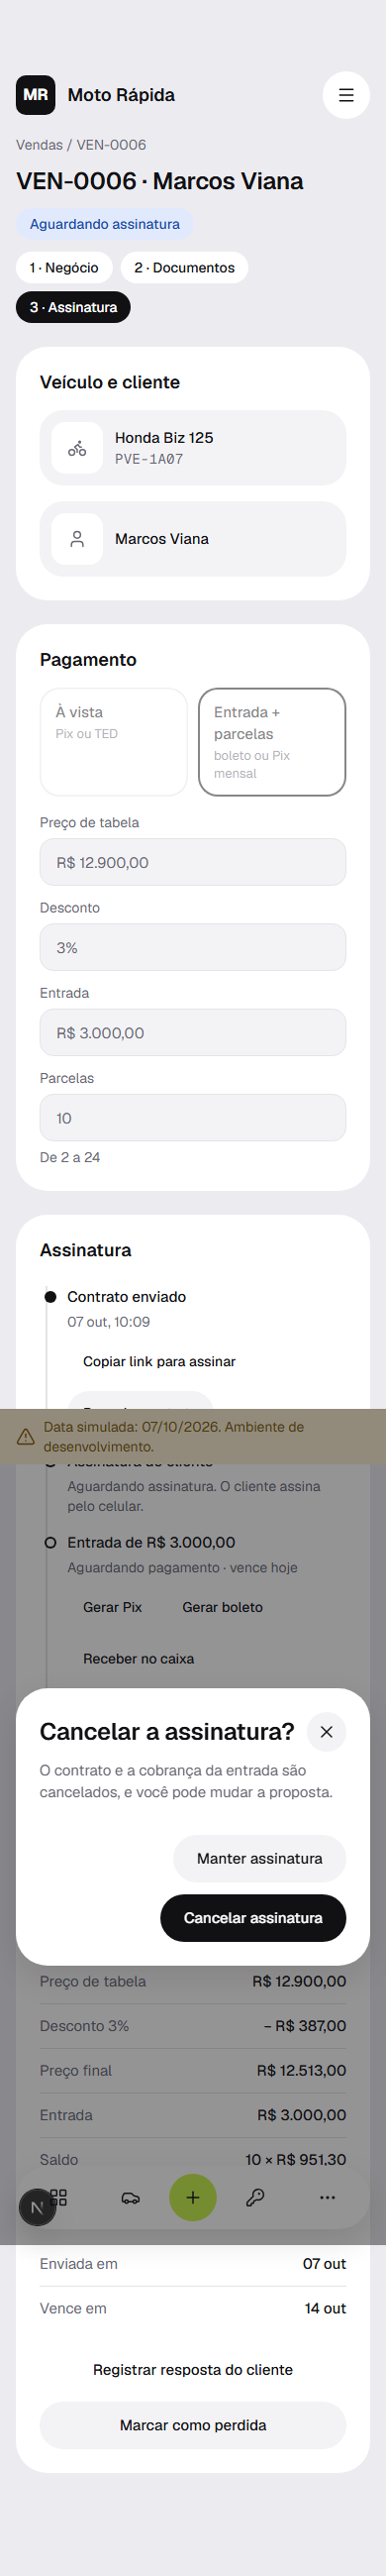 MR Moto Rápida
Vendas / VEN-0006
VEN-0006 · Marcos Viana
Aguardando assinatura
1 · Negócio 2 · Documentos
3 · Assinatura
Veículo e cliente
Honda Biz 125
PVE-1A07
Marcos Viana
Pagamento
À vista
Pix ou TED
Entrada +
parcelas
boleto ou Pix
mensal
Preço de tabela
R$ 12.900,00
Desconto
3%
Entrada
R$ 3.000,00
Parcelas
10
De 2 a 24
Assinatura
Contrato enviado
07 out, 10:09
Copiar link para assinar
Data simulada: 07/10/2026. Ambiente de
desenvolvimento.
Assinatura do cliente
Aguardando assinatura. O cliente assina
pelo celular.
Entrada de R$ 3.000,00
Aguardando pagamento · vence hoje
Gerar Pix Gerar boleto
Receber no caixa
Cancelar a assinatura?
O contrato e a cobrança da entrada são
cancelados, e você pode mudar a proposta.
Manter assinatura
Cancelar assinatura
Preço de tabela R$ 12.900,00
Desconto 3% − R$ 387,00
Preço final R$ 12.513,00
Entrada R$ 3.000,00
Saldo 10 × R$ 951,30
N
Enviada em 07 out
Vence em 14 out
Registrar resposta do cliente
Marcar como perdida